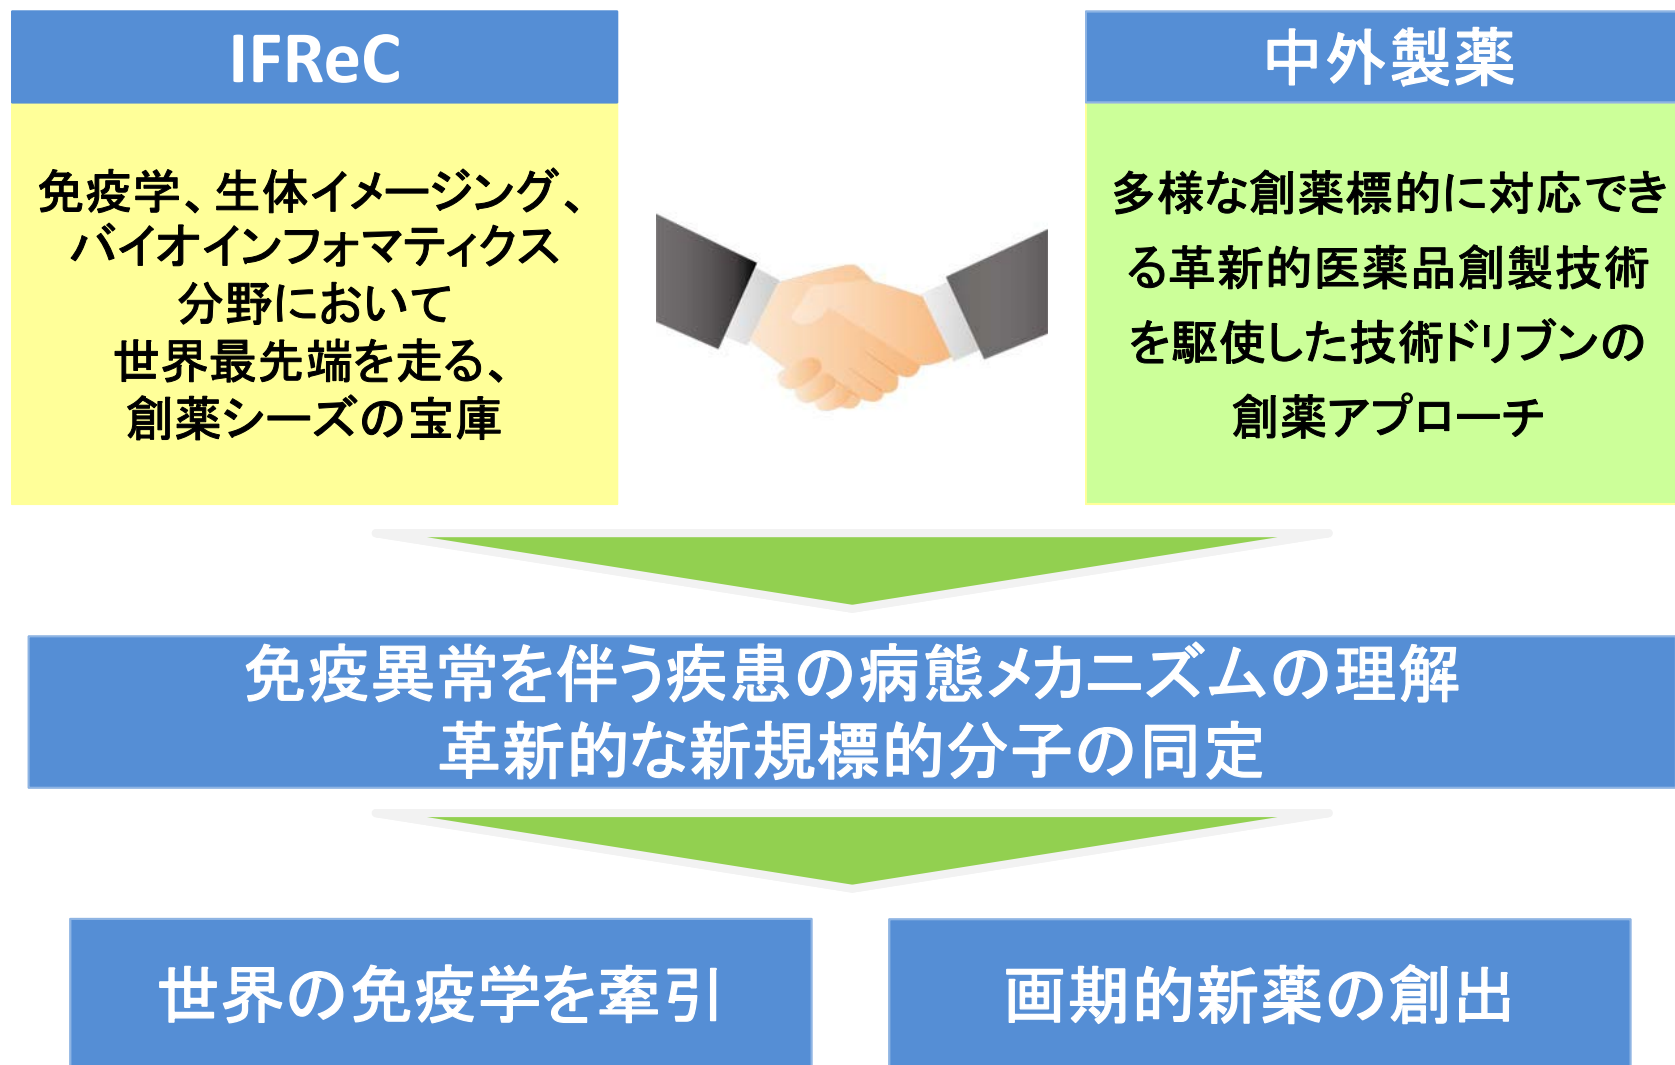 IFReC
免疫学、生体イメージング、
バイオインフォマティクス
分野において
世界最先端を走る、
創薬シーズの宝庫
中外製薬
多様な創薬標的に対応でき
る革新的医薬品創製技術
を駆使した技術ドリブンの
創薬アプローチ
免疫異常を伴う疾患の病態メカニズムの理解
革新的な新規標的分子の同定
世界の免疫学を牽引
画期的新薬の創出